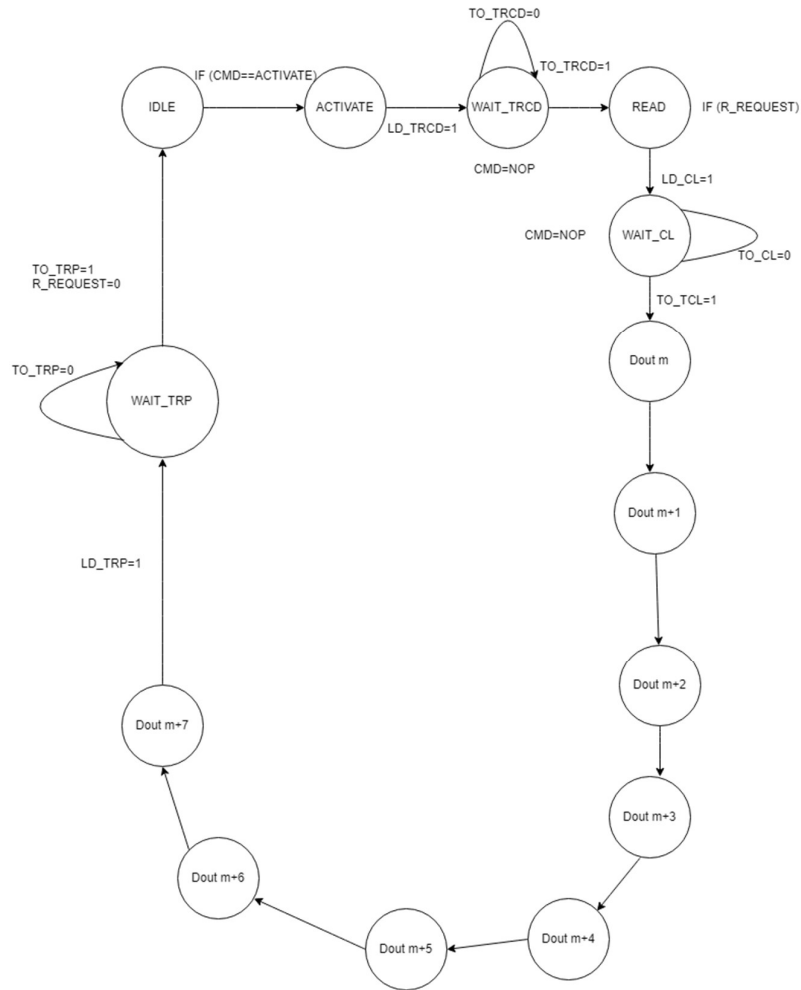 TO_TRCD=0
IF (CMD==ACTIVATE)
TO_TRCD=1
IDLE
ACTIVATE
WAIT_TRCD
READ
IF (R_REQUEST)
LD_TRCD=1
CMD=NOP
LD_CL=1
CMD=NOP
WAIT_CL
TO_CL=0
TO_TRP=1
R_REQUEST=0
TO_TCL=1
Dout m
TO_TRP=0
WAIT_TRP
Dout m+1
LD_TRP=1
Dout m+2
Dout m+7
Dout m+3
Dout m+6
Dout m+4
Dout m+5